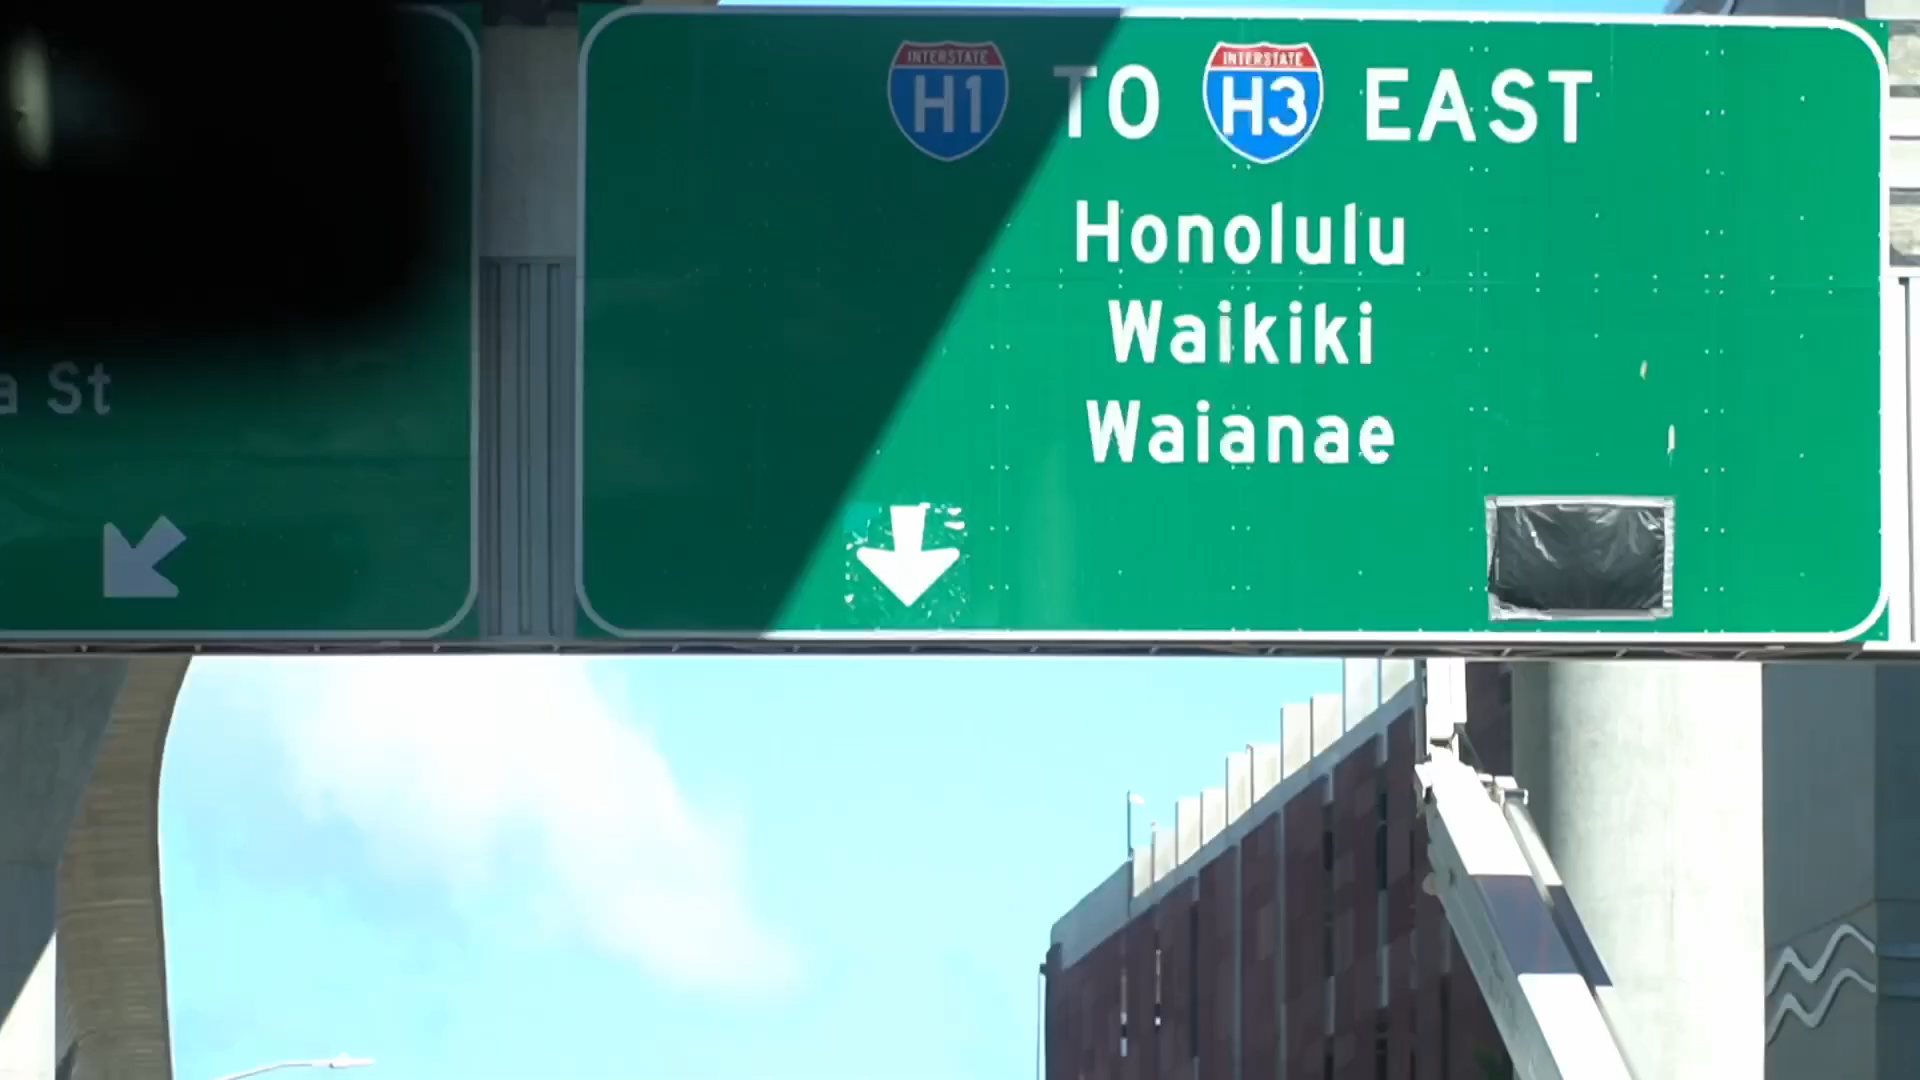 INTERSTATE H1 TO INTERSTATE H3 EAST
Honolulu
Waikiki
Waianae
St